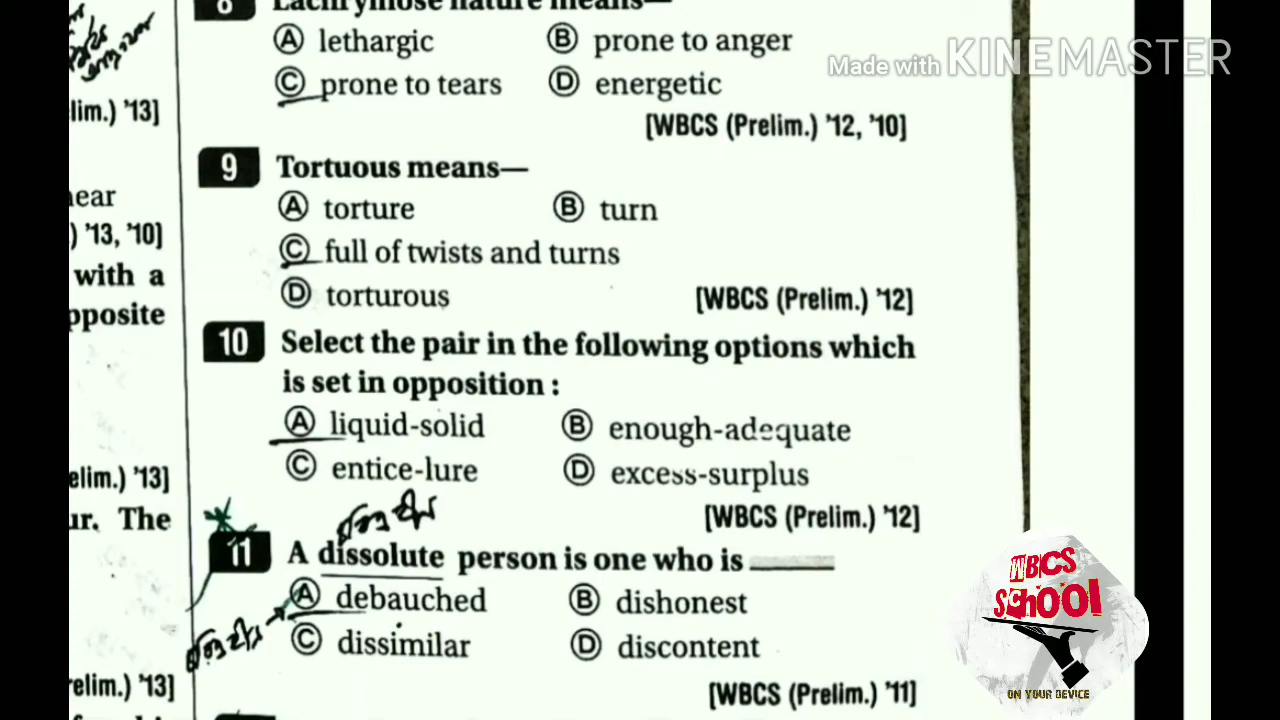 8 Lachrymose nature means—
Ⓐ lethargic Ⓑ prone to anger
Made with KINEMASTER
Ⓒ prone to tears Ⓓ energetic
lim.) '13]
[WBCS (Prelim.) '12, '10]
9 Tortuous means—
ear
Ⓐ torture Ⓑ turn
) '13, '10]
Ⓒ full of twists and turns
with a
Ⓓ torturous [WBCS (Prelim.) '12]
pposite
10 Select the pair in the following options which
is set in opposition :
Ⓐ liquid-solid Ⓑ enough-adequate
Ⓒ entice-lure Ⓓ excess-surplus
elim.) '13]
[WBCS (Prelim.) '12]
ur. The
11 A dissolute person is one who is
Ⓐ debauched Ⓑ dishonest
Ⓒ dissimilar Ⓓ discontent
relim.) '13]
[WBCS (Prelim.) '11]
WBCS
SchOOL
ON YOUR DEVICE